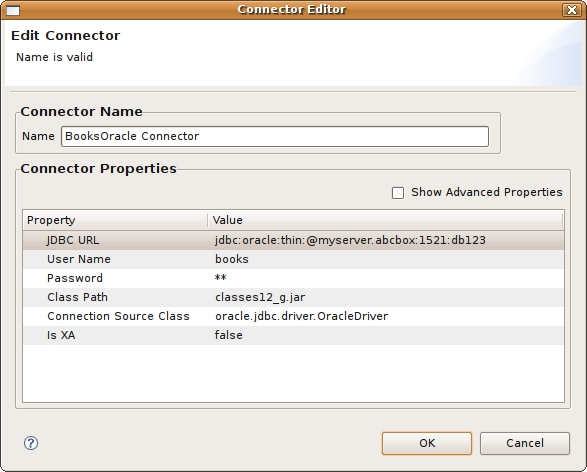 Connector Editor
Edit Connector
Name is valid
Connector Name
Name BooksOracle Connector
Connector Properties
Show Advanced Properties
Property Value
JDBC URL jdbc:oracle:thin:@myserver.abcbox:1521:db123
User Name books
Password **
Class Path classes12_g.jar
Connection Source Class oracle.jdbc.driver.OracleDriver
Is XA false
? OK Cancel